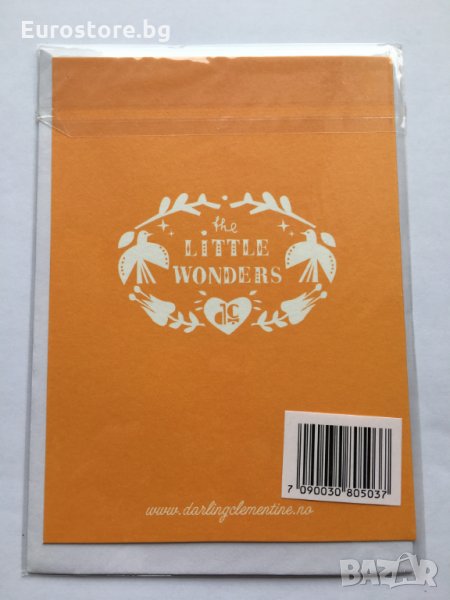 Eurostore.bg
the
LITTLE
WONDERS
dc
7 090030 805037
www.darlingclementine.no
BAZAR